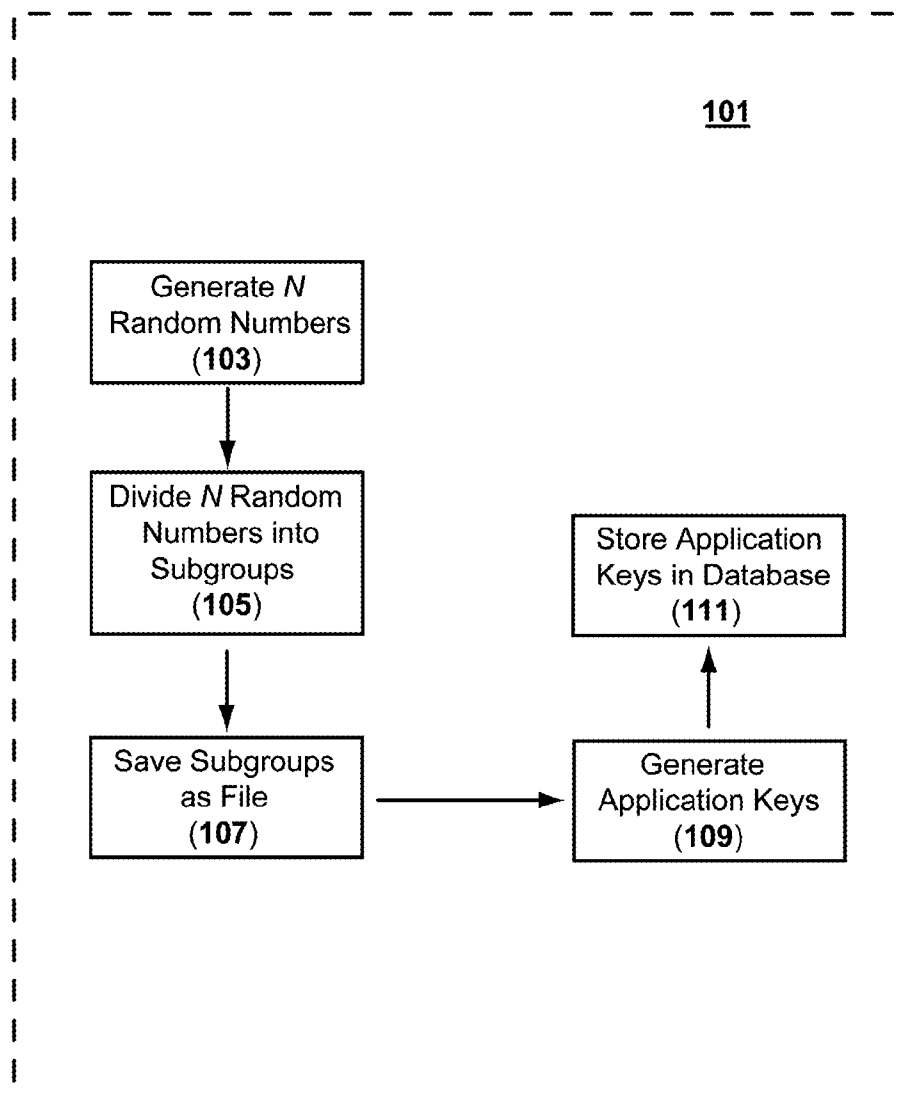 101
Generate N
Random Numbers
(103)
Divide N Random
Numbers into
Subgroups
(105)
Save Subgroups
as File
(107)
Generate
Application Keys
(109)
Store Application
Keys in Database
(111)